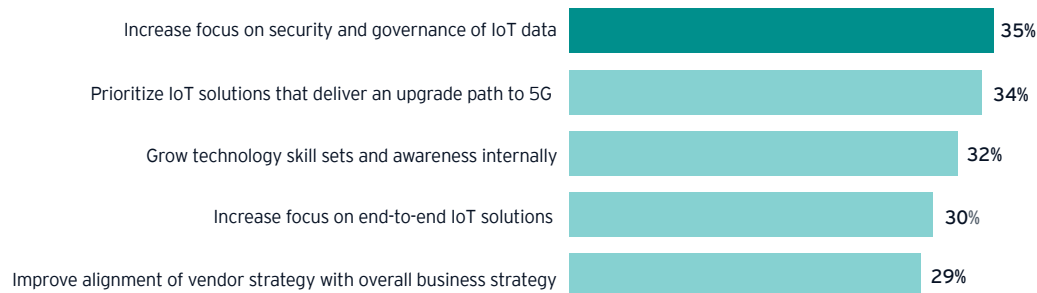 Increase focus on security and governance of IoT data 35%
Prioritize IoT solutions that deliver an upgrade path to 5G 34%
Grow technology skill sets and awareness internally 32%
Increase focus on end-to-end IoT solutions 30%
Improve alignment of vendor strategy with overall business strategy 29%